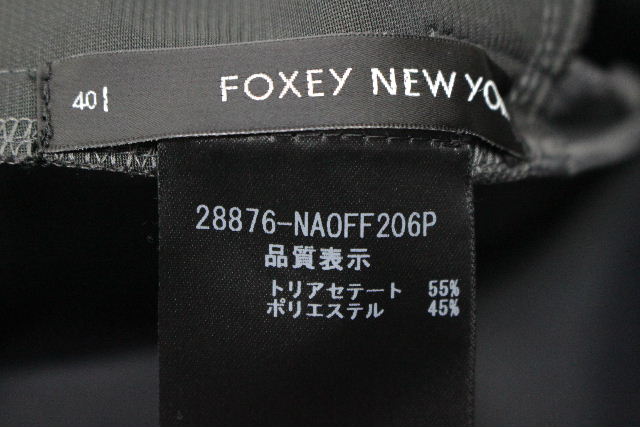 40
FOXEY NEW YO
28876-NAOFF206P
品質表示
トリアセテート 55%
ポリエステル 45%